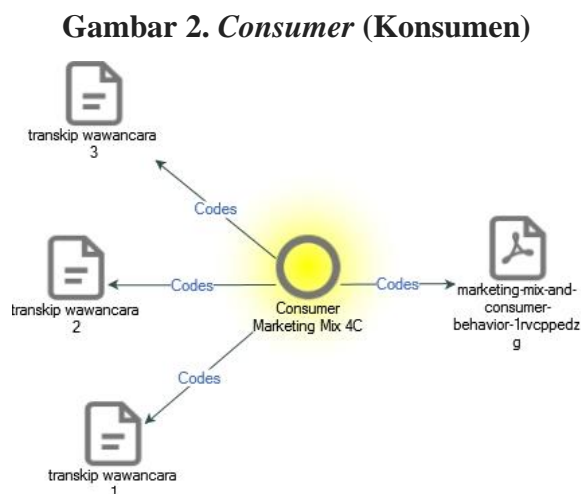 Gambar 2. Consumer (Konsumen)
transkip wawancara
3
Codes
transkip wawancara
2
Codes
Consumer
Marketing Mix 4C
Codes
marketing-mix-and-
consumer-
behavior-1rvcppedz
g
Codes
transkip wawancara
1